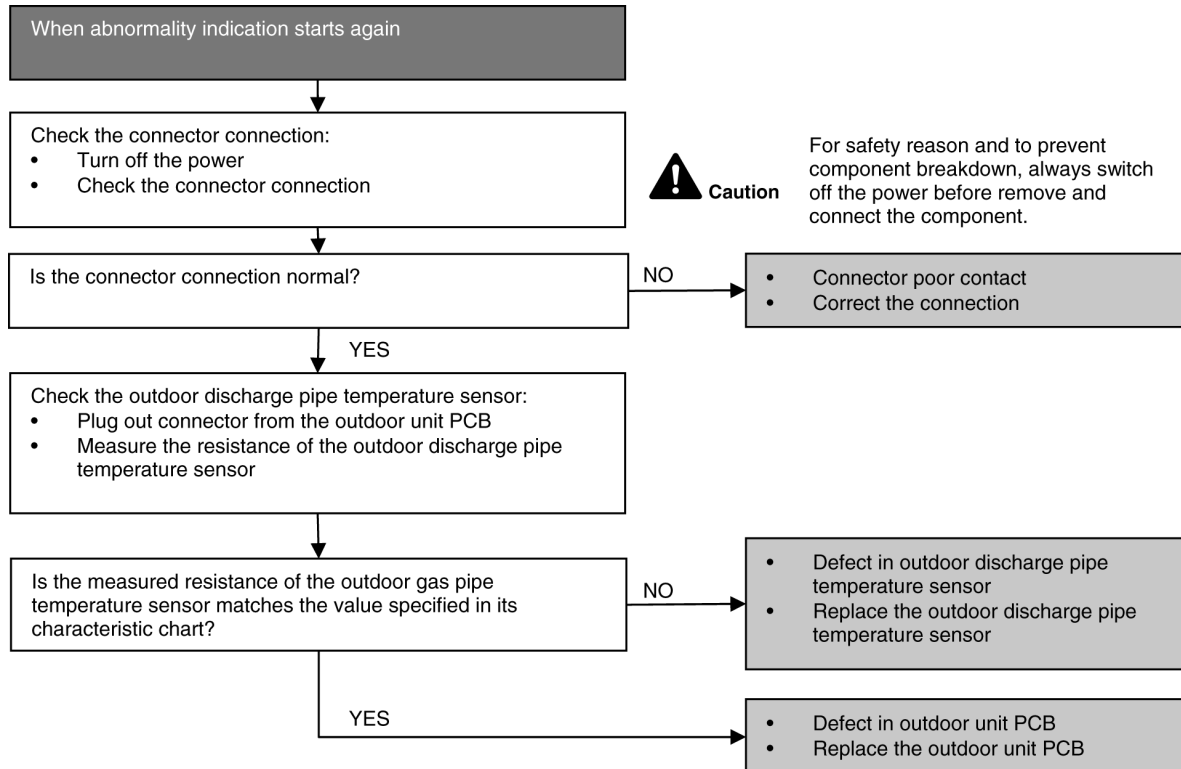 When abnormality indication starts again
Check the connector connection:
• Turn off the power
• Check the connector connection
Caution
For safety reason and to prevent
component breakdown, always switch
off the power before remove and
connect the component.
Is the connector connection normal?
NO
• Connector poor contact
• Correct the connection
YES
Check the outdoor discharge pipe temperature sensor:
• Plug out connector from the outdoor unit PCB
• Measure the resistance of the outdoor discharge pipe
temperature sensor
Is the measured resistance of the outdoor gas pipe
temperature sensor matches the value specified in its
characteristic chart?
NO
• Defect in outdoor discharge pipe
temperature sensor
• Replace the outdoor discharge pipe
temperature sensor
YES
• Defect in outdoor unit PCB
• Replace the outdoor unit PCB